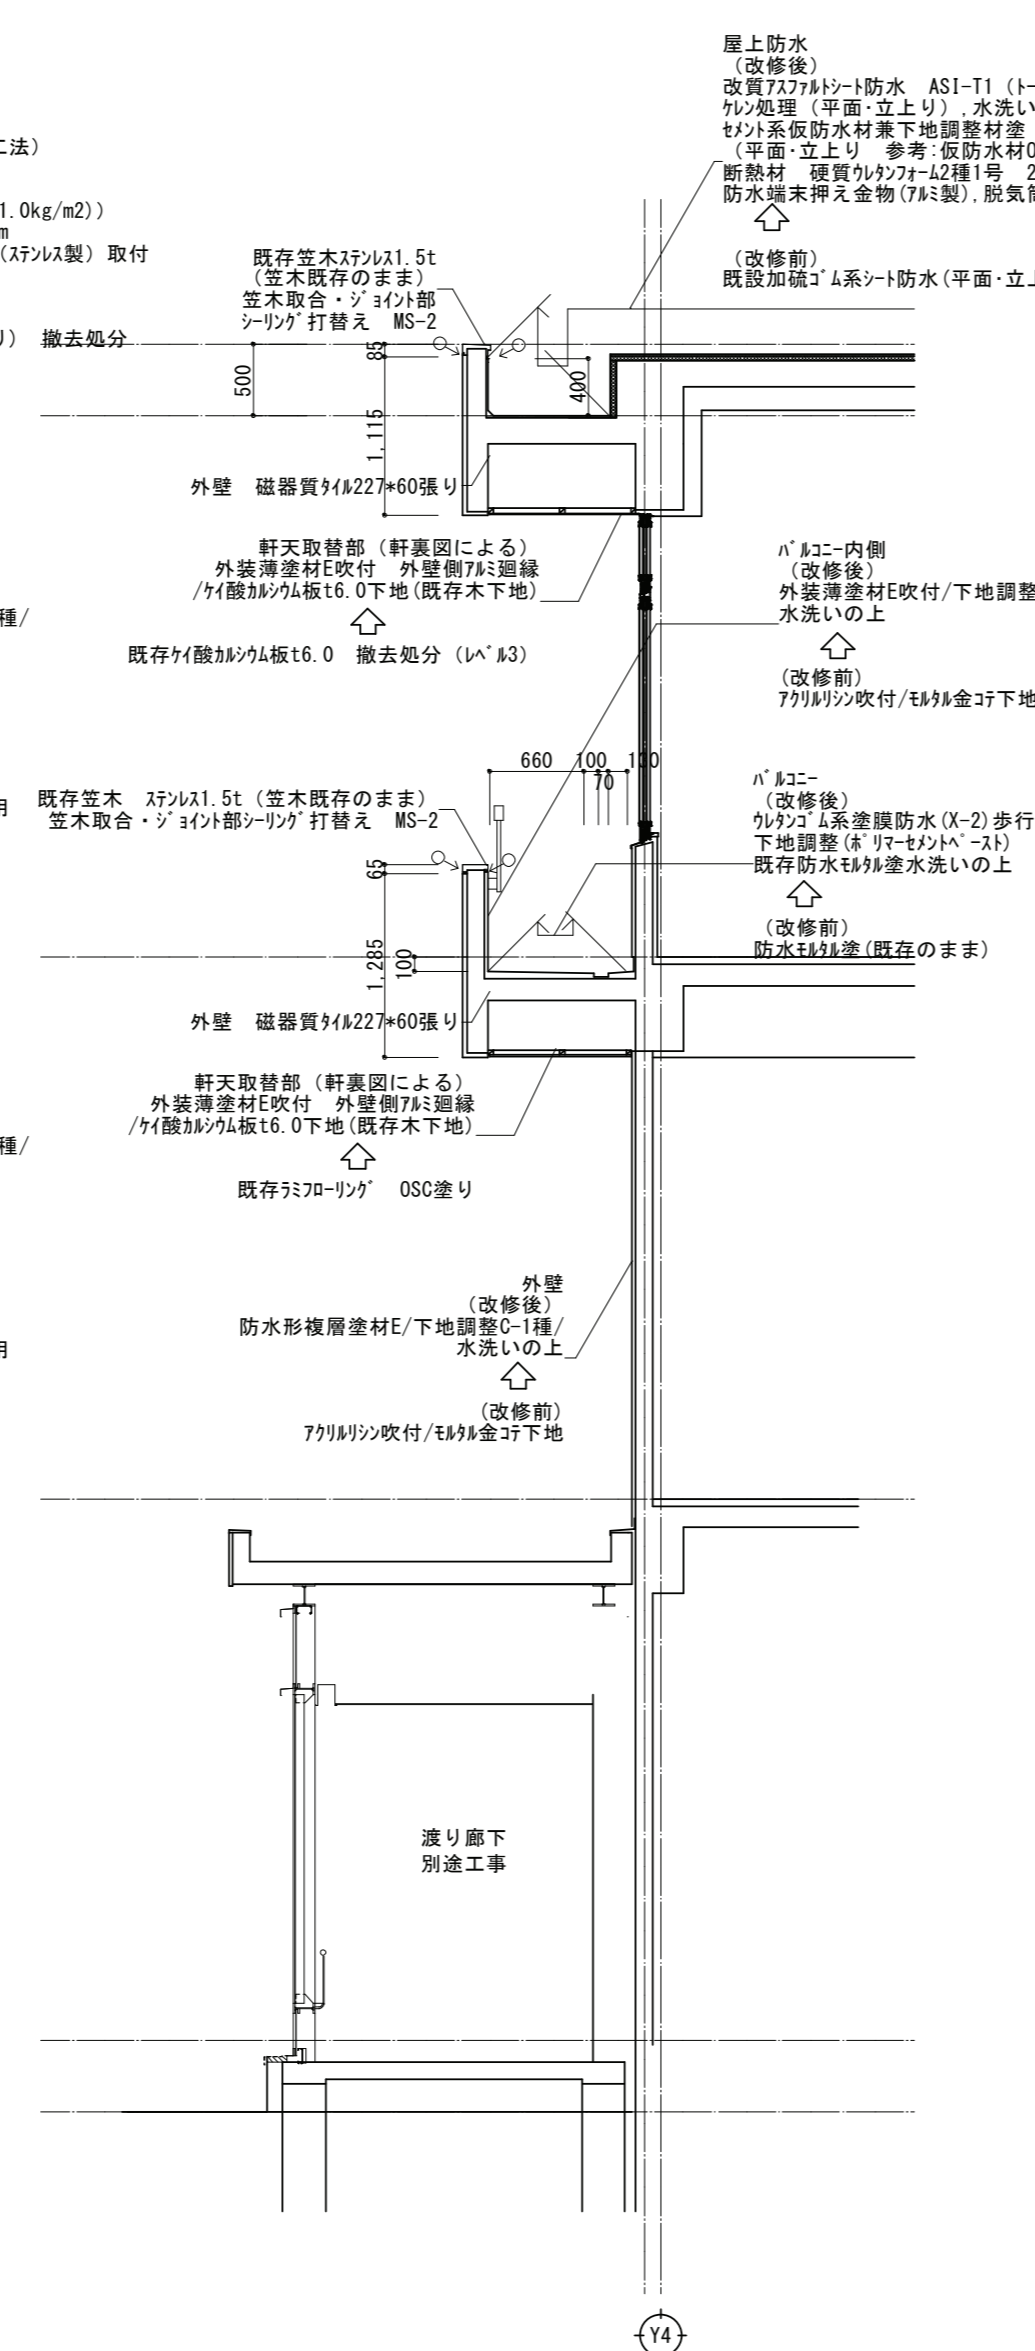 屋上防水
(改修後)
改質ｱｽﾌｧﾙﾄｼｰﾄ防水　ASI-T1 (ﾄｰ
ｹﾚﾝ処理 (平面･立上り) ,水洗い
ｾﾒﾝﾄ系仮防水材兼下地調整材塗
(平面･立上り　参考:仮防水材0
断熱材　硬質ｳﾚﾀﾝﾌｫｰﾑ2種1号　2
防水端末押え金物(ｱﾙﾐ製),脱気筒
(改修前)
既設加硫ｺﾞﾑ系ｼｰﾄ防水(平面･立上
工法)
1.0kg/m2))
m
(ｽﾃﾝﾚｽ製) 取付
り)　撤去処分
既存笠木ｽﾃﾝﾚｽ1.5t
(笠木既存のまま)
笠木取合・ｼﾞｮｲﾝﾄ部
ｼｰﾘﾝｸﾞ打替え　MS-2
85
500
400
1,115
外壁　磁器質ﾀｲﾙ227*60張り
軒天取替部 (軒裏図による)
外装薄塗材E吹付　外壁側ｱﾙﾐ廻縁
/ｹｲ酸ｶﾙｼｳﾑ板t6.0下地(既存木下地)
既存ｹｲ酸ｶﾙｼｳﾑ板t6.0　撤去処分 (ﾚﾍﾞﾙ3)
種/
ﾊﾞﾙｺﾆｰ内側
(改修後)
外装薄塗材E吹付/下地調整
水洗いの上
(改修前)
ｱｸﾘﾙﾘｼﾝ吹付/ﾓﾙﾀﾙ金ｺﾃ下地
660
100
70
130
用
既存笠木　ｽﾃﾝﾚｽ1.5t (笠木既存のまま)
笠木取合・ｼﾞｮｲﾝﾄ部ｼｰﾘﾝｸﾞ打替え　MS-2
ﾊﾞﾙｺﾆｰ
(改修後)
ｳﾚﾀﾝｺﾞﾑ系塗膜防水(X-2)歩行
下地調整(ﾎﾟﾘﾏｰｾﾒﾝﾄﾍﾟｰｽﾄ)
既存防水ﾓﾙﾀﾙ塗水洗いの上
(改修前)
防水ﾓﾙﾀﾙ塗(既存のまま)
65
1,285
100
外壁　磁器質ﾀｲﾙ227*60張り
軒天取替部 (軒裏図による)
外装薄塗材E吹付　外壁側ｱﾙﾐ廻縁
/ｹｲ酸ｶﾙｼｳﾑ板t6.0下地(既存木下地)
既存ﾗﾐﾌﾛｰﾘﾝｸﾞ　OSC塗り
種/
外壁
(改修後)
防水形複層塗材E/下地調整C-1種/
水洗いの上
(改修前)
ｱｸﾘﾙﾘｼﾝ吹付/ﾓﾙﾀﾙ金ｺﾃ下地
用
渡り廊下
別途工事
Y4